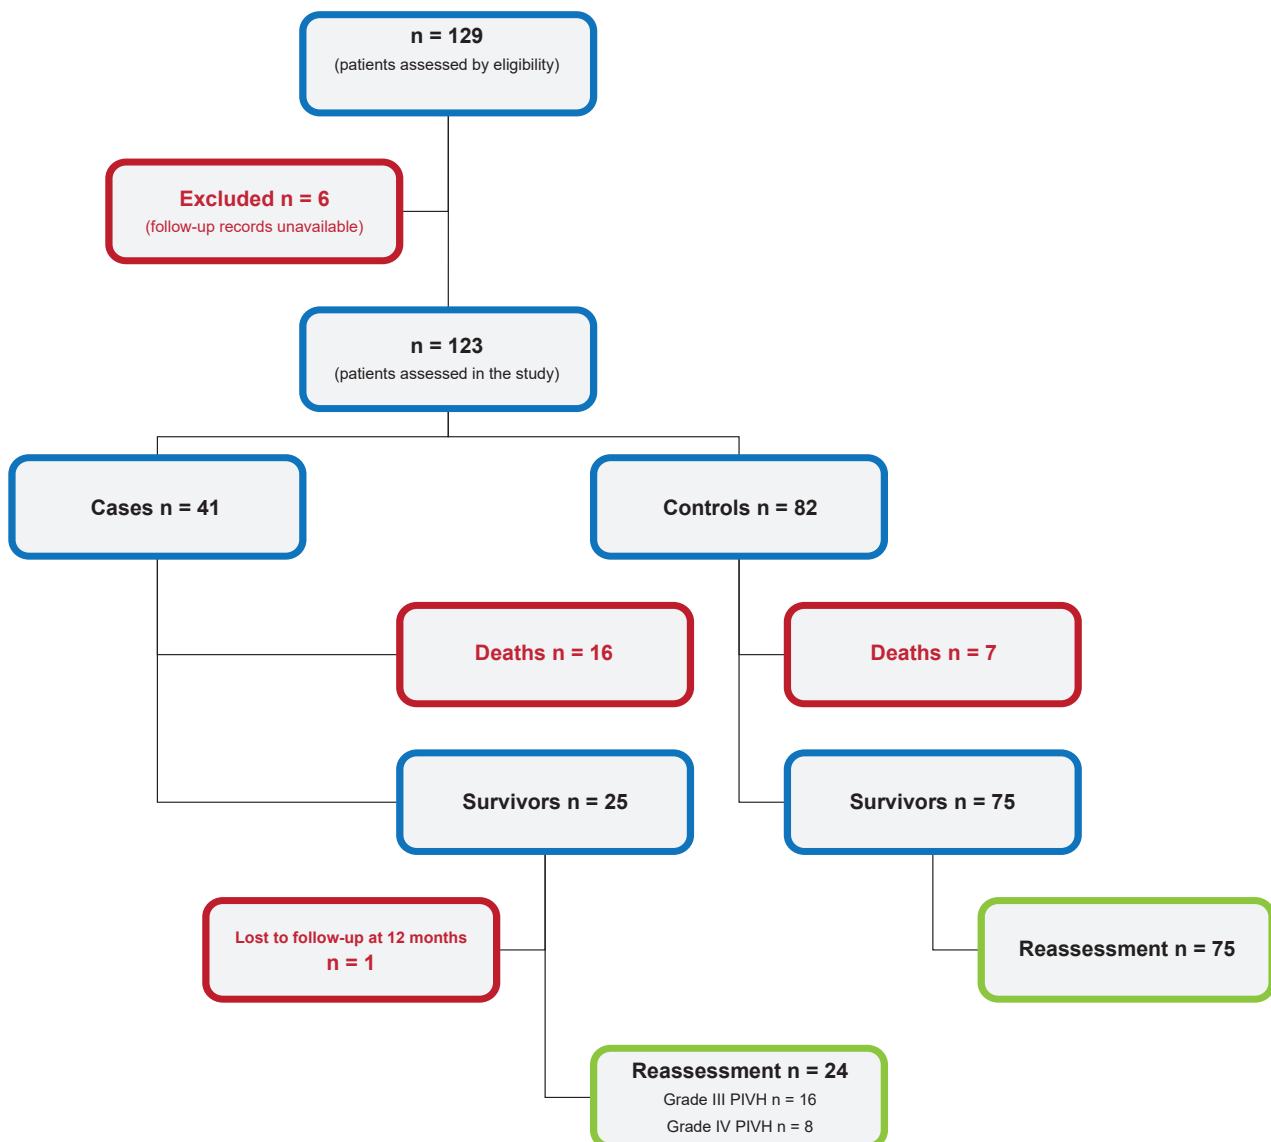 n = 129
(patients assessed by eligibility)
Excluded n = 6
(follow-up records unavailable)
n = 123
(patients assessed in the study)
Cases n = 41
Controls n = 82
Deaths n = 16
Deaths n = 7
Survivors n = 25
Survivors n = 75
Lost to follow-up at 12 months
n = 1
Reassessment n = 75
Reassessment n = 24
Grade III PIVH n = 16
Grade IV PIVH n = 8